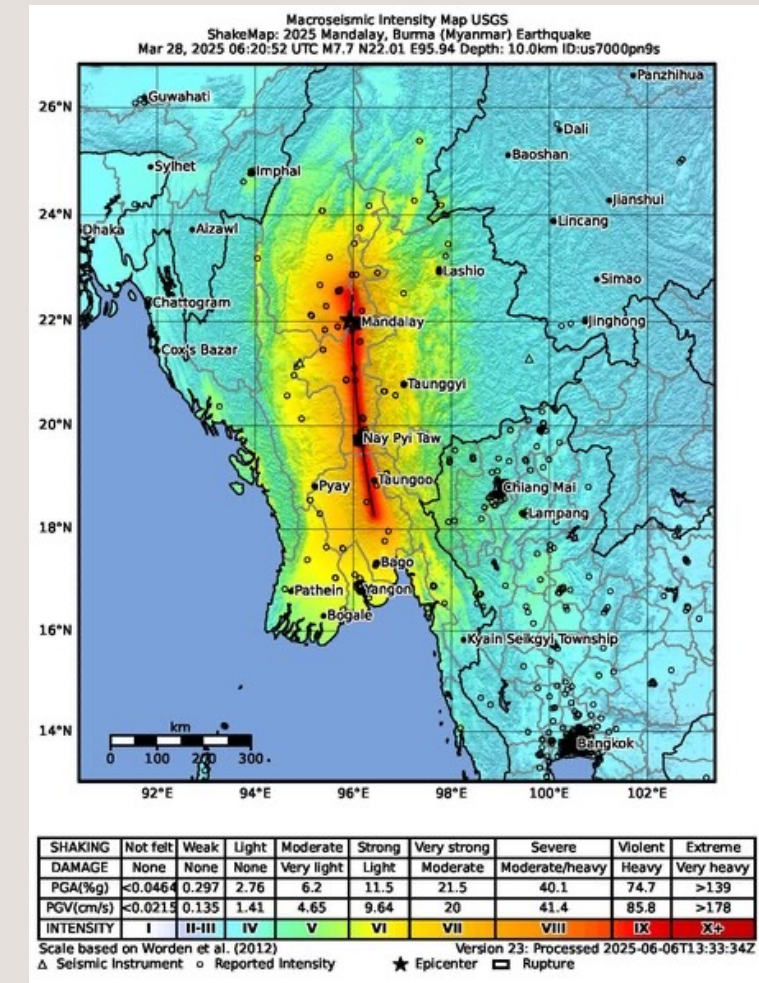 Macroseismic Intensity Map USGS
ShakeMap: 2025 Mandalay, Burma (Myanmar) Earthquake
Mar 28, 2025 06:20:52 UTC M7.7 N22.01 E95.94 Depth: 10.0km ID:us7000pn9s
Panzhihua
26°N
Guwahati
Dali
Baoshan
Sylhet
Imphal
Jianshui
24°N
Lincang
Dhaka
Aizawl
Lashio
Simao
Chattogram
22°N
Mandalay
Jinghong
Cox's Bazar
Taunggyi
20°N
Nay Pyi Taw
Pyay
Taungoo
Chiang Mai
Lampang
18°N
Bago
Pathein
Yangon
Bogale
16°N
Kyain Seikgyi Township
14°N
km
Bangkok
0 100 200 300
92°E 94°E 96°E 98°E 100°E 102°E
SHAKING Not felt Weak Light Moderate Strong Very strong Severe Violent Extreme
DAMAGE None None None Very light Light Moderate Moderate/heavy Heavy Very heavy
PGA(%g) <0.0464 0.297 2.76 6.2 11.5 21.5 40.1 74.7 >139
PGV(cm/s) <0.0215 0.135 1.41 4.65 9.64 20 41.4 85.8 >178
INTENSITY I II-III IV V VI VII VIII IX X+
Scale based on Worden et al. (2012) Version 23: Processed 2025-06-06T13:33:34Z
Seismic Instrument Reported Intensity Epicenter Rupture